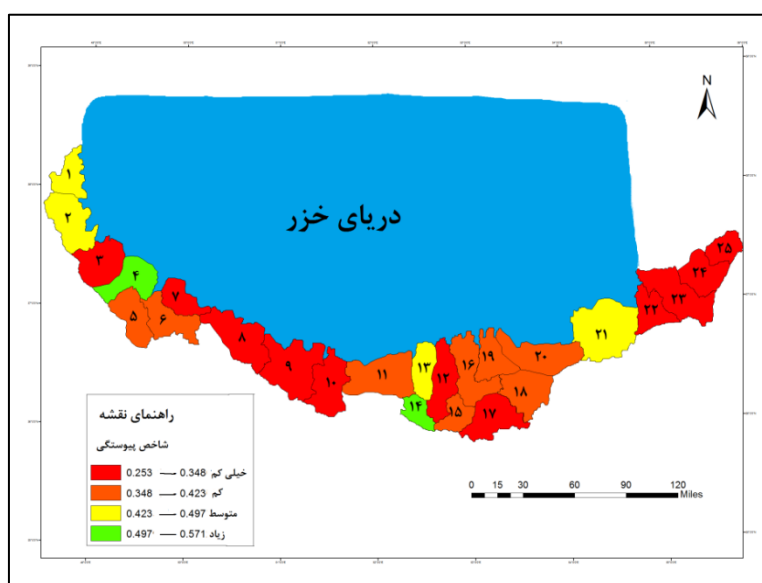 N
دریای خزر
۱
۲
۳
۴
۵
۶
۷
۸
۹
۱۰
۱۱
۱۳
۱۲
۱۴
۱۵
۱۶
۱۹
۱۷
۱۸
۲۰
۲۱
۲۲
۲۳
۲۴
۲۵
راهنمای نقشه
شاخص پیوستگی
0.253 — 0.348 خیلی کم
0.348 — 0.423 کم
0.423 — 0.497 متوسط
0.497 — 0.571 زیاد
0 15 30 60 90 120
Miles